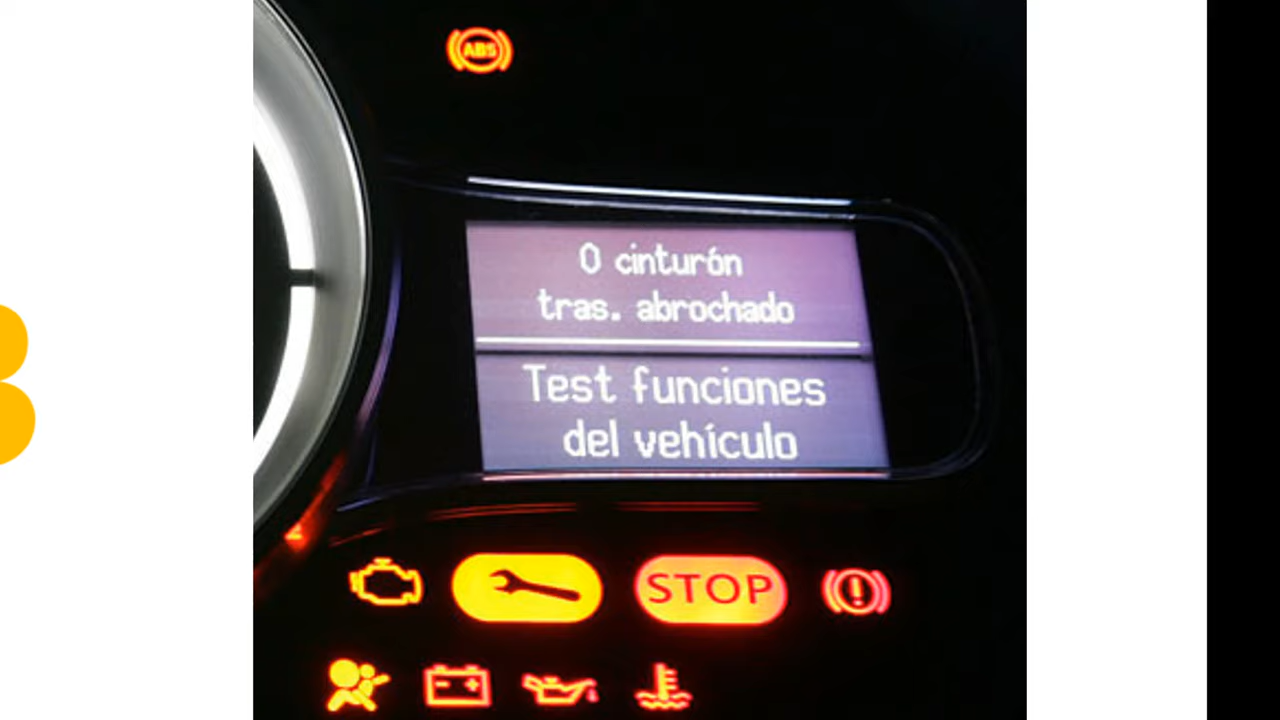 ABS
0 cinturón
tras. abrochado
Test funciones
del vehículo
STOP